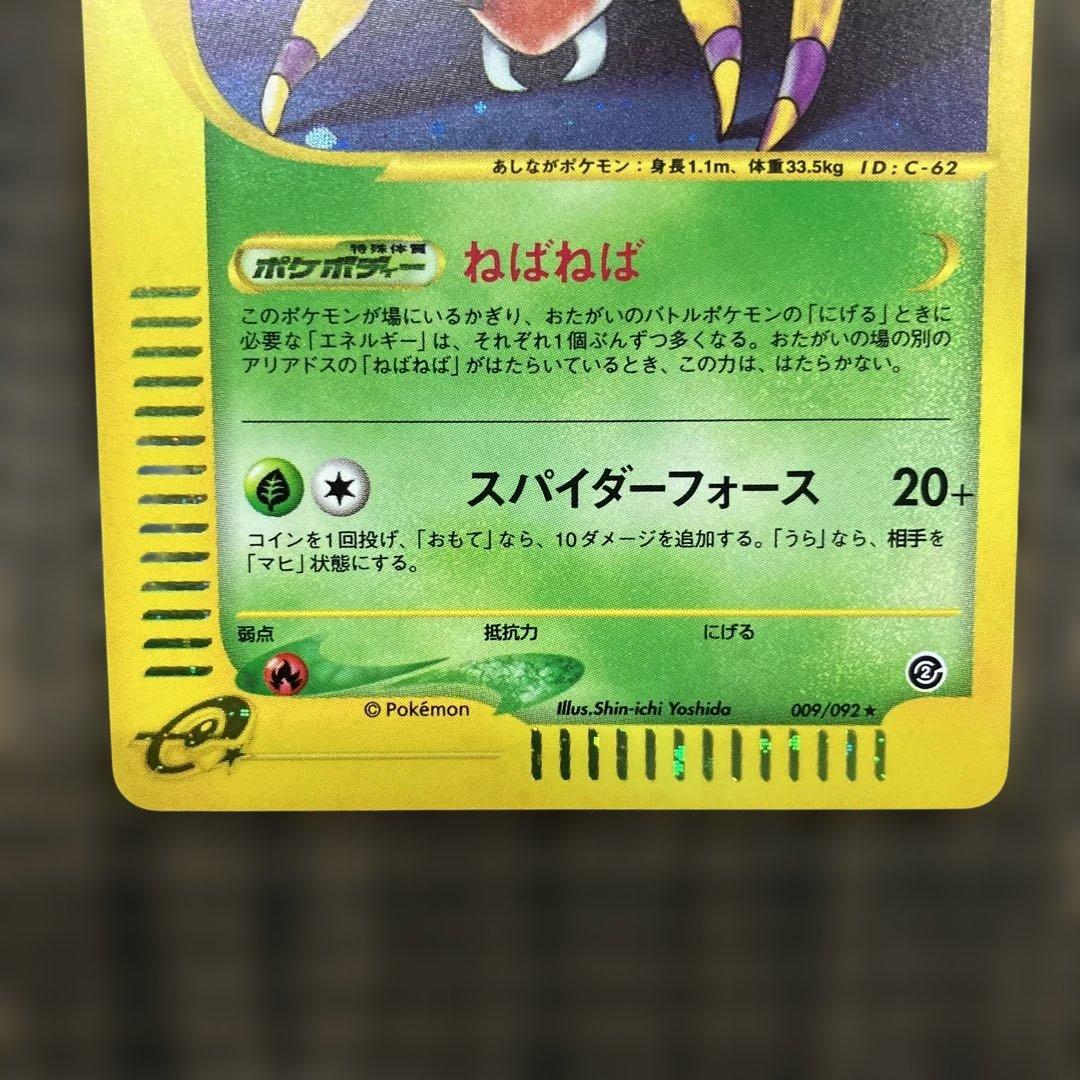 あしながポケモン：身長1.1m、体重33.5kg ID：C-62
特殊体質
ポケボディー ねばねば
このポケモンが場にいるかぎり、おたがいのバトルポケモンの「にげる」ときに
必要な「エネルギー」は、それぞれ1個ぶんずつ多くなる。おたがいの場の別の
アリアドスの「ねばねば」がはたらいているとき、この力は、はたらかない。
スパイダーフォース 20+
コインを1回投げ、「おもて」なら、10ダメージを追加する。「うら」なら、相手を
「マヒ」状態にする。
弱点 抵抗力 にげる
2
© Pokémon Illus.Shin-ichi Yoshida 009/092★
e